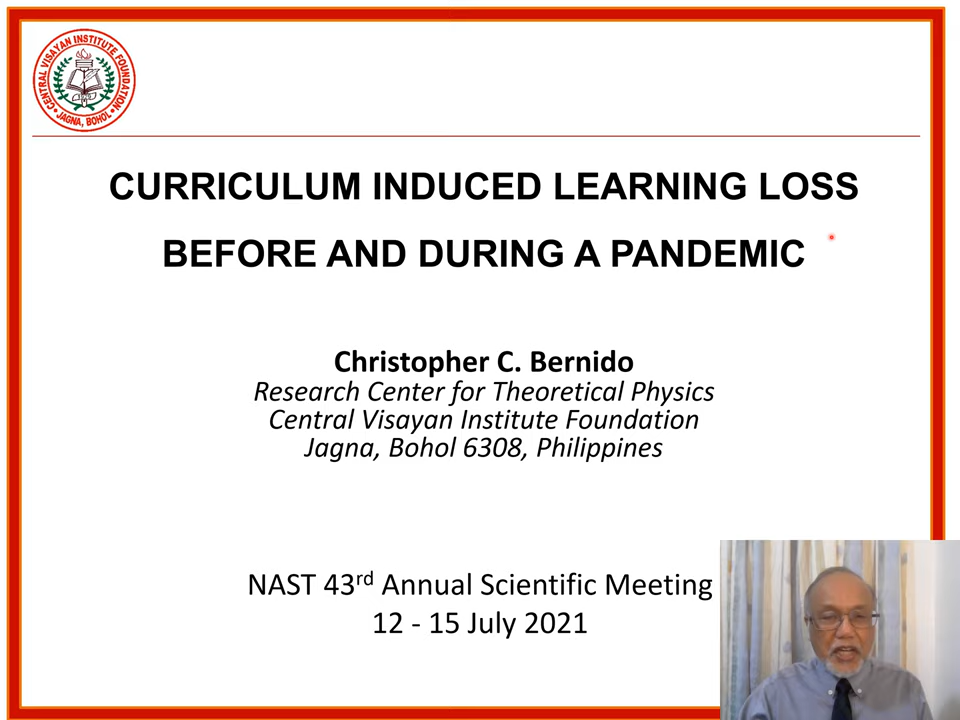 CENTRAL VISAYAN INSTITUTE FOUNDATION
JAGNA, BOHOL
CURRICULUM INDUCED LEARNING LOSS
BEFORE AND DURING A PANDEMIC
Christopher C. Bernido
Research Center for Theoretical Physics
Central Visayan Institute Foundation
Jagna, Bohol 6308, Philippines
NAST 43rd Annual Scientific Meeting
12 - 15 July 2021